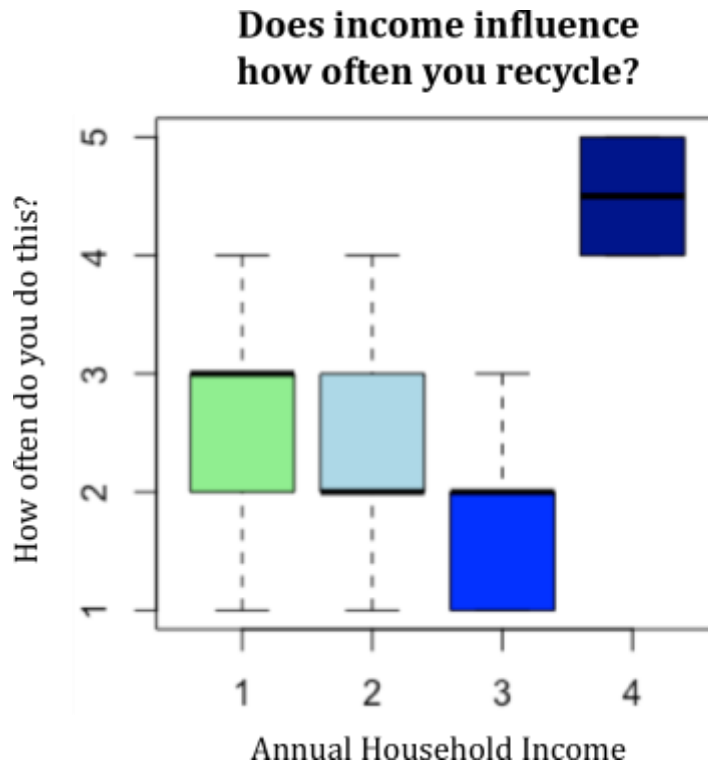 Does income influence
how often you recycle?
How often do you do this?
5
4
3
2
1
1 2 3 4
Annual Household Income